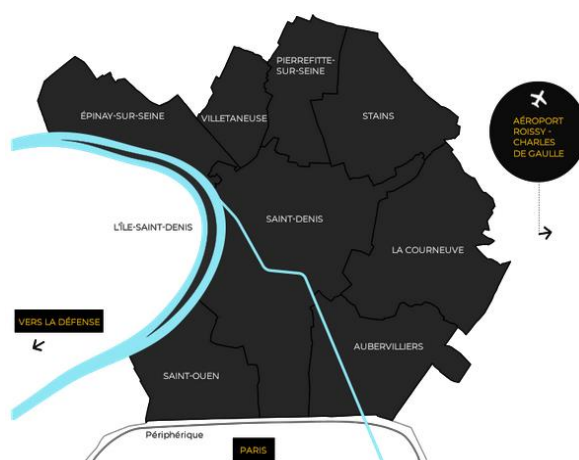 PIERREFITTE-
SUR-SEINE
ÉPINAY-SUR-SEINE
VILLETANEUSE
STAINS
AÉROPORT
ROISSY -
CHARLES
DE GAULLE
L'ÎLE-SAINT-DENIS
SAINT-DENIS
LA COURNEUVE
VERS LA DÉFENSE
AUBERVILLIERS
SAINT-OUEN
Périphérique
PARIS